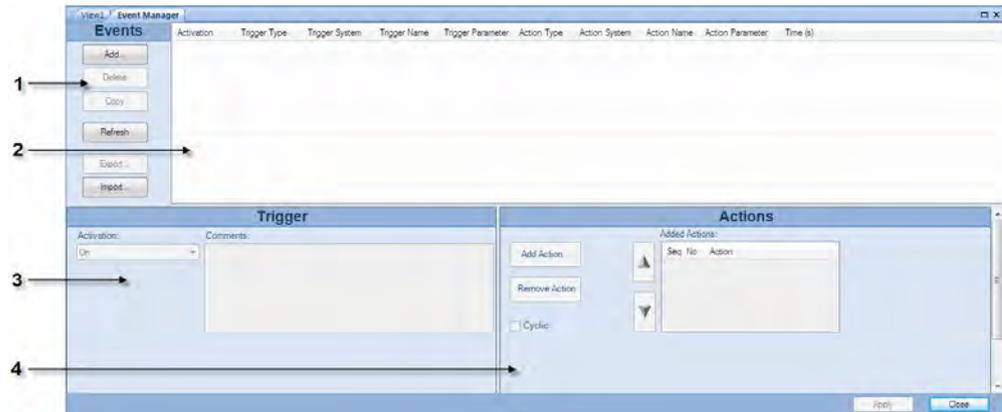 View1 Event Manager
Events
Activation Trigger Type Trigger System Trigger Name Trigger Parameter Action Type Action System Action Name Action Parameter Time (s)
Add...
1
Delete
Copy
Refresh
2
Export...
Import...
Trigger
Actions
Activation:
Comments:
Added Actions:
On
Add Action
Seq. No Action
3
Remove Action
Cyclic
4
Apply
Close